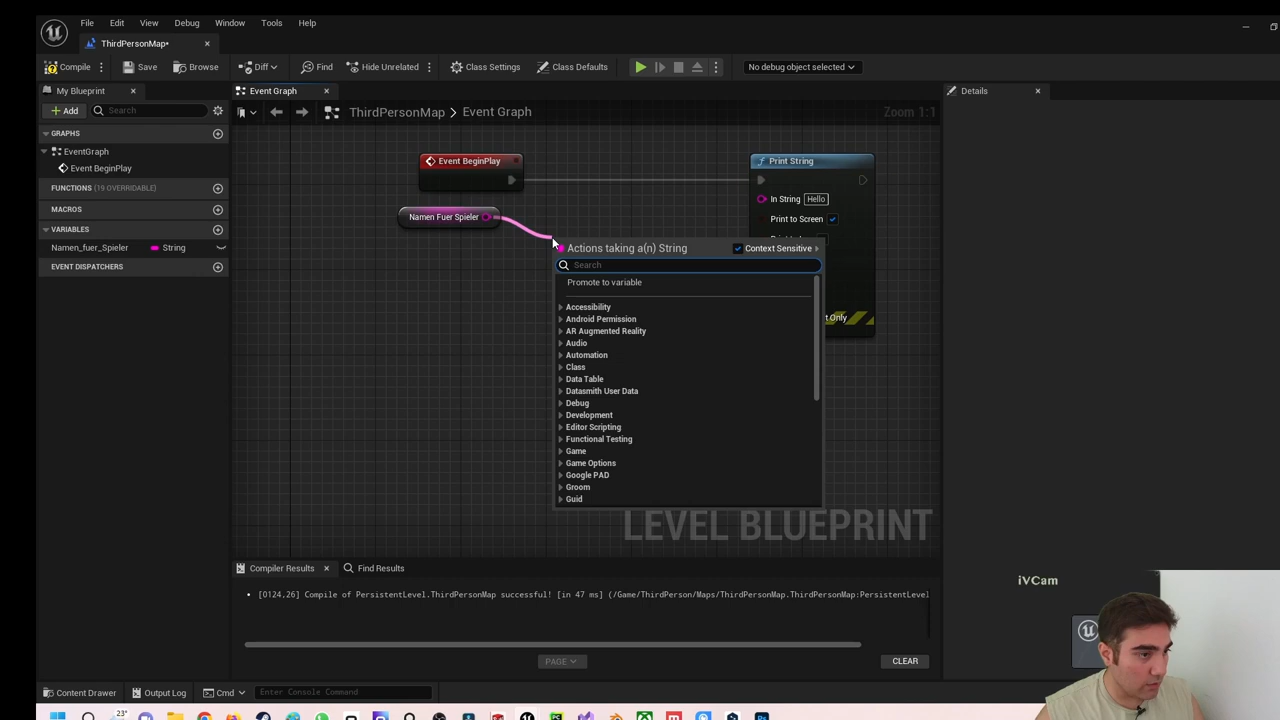 File Edit View Debug Window Tools Help
ThirdPersonMap•
Compile Save Browse Diff Find Hide Unrelated Class Settings Class Defaults No debug object selected
My Blueprint Event Graph Details
Add Search ThirdPersonMap > Event Graph Zoom 1:1
GRAPHS
EventGraph
Event BeginPlay
FUNCTIONS (19 OVERRIDABLE)
MACROS
VARIABLES
Namen_fuer_Spieler String
EVENT DISPATCHERS
Event BeginPlay
Namen Fuer Spieler
Print String
In String Hello
Print to Screen
Actions taking a(n) String Context Sensitive
Search
Promote to variable
Accessibility
Android Permission
AR Augmented Reality
Audio
Automation
Class
Data Table
Datasmith User Data
Debug
Development
Editor Scripting
Functional Testing
Game
Game Options
Google PAD
Groom
Guid
t Only
LEVEL BLUEPRINT
Compiler Results Find Results
[0124,26] Compile of PersistentLevel.ThirdPersonMap successful! [in 47 ms] (/Game/ThirdPerson/Maps/ThirdPersonMap.ThirdPersonMap:PersistentLevel
iVCam
PAGE CLEAR
Content Drawer Output Log Cmd Enter Console Command
23°